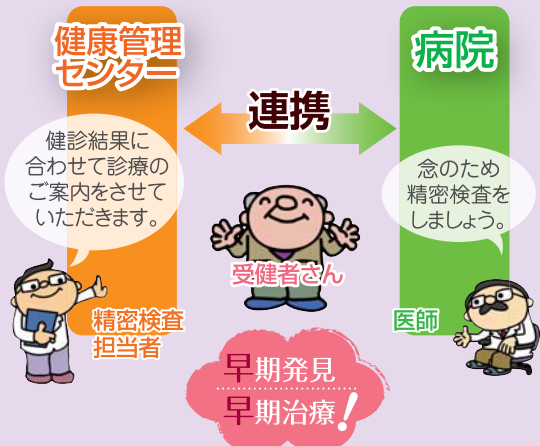 健康管理
センター
病院
連携
健診結果に
合わせて診療の
ご案内をさせて
いただきます。
念のため
精密検査を
しましょう。
受健者さん
精密検査
担当者
医師
早期発見
早期治療！